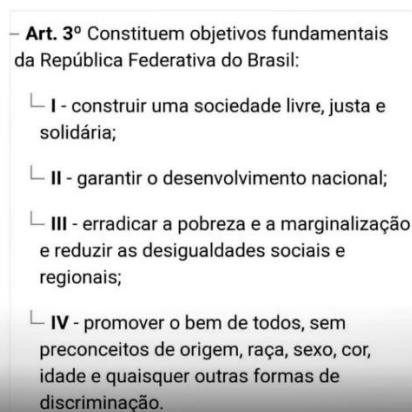 – Art. 3º Constituem objetivos fundamentais
da República Federativa do Brasil:
I - construir uma sociedade livre, justa e
solidária;
II - garantir o desenvolvimento nacional;
III - erradicar a pobreza e a marginalização
e reduzir as desigualdades sociais e
regionais;
IV - promover o bem de todos, sem
preconceitos de origem, raça, sexo, cor,
idade e quaisquer outras formas de
discriminação.